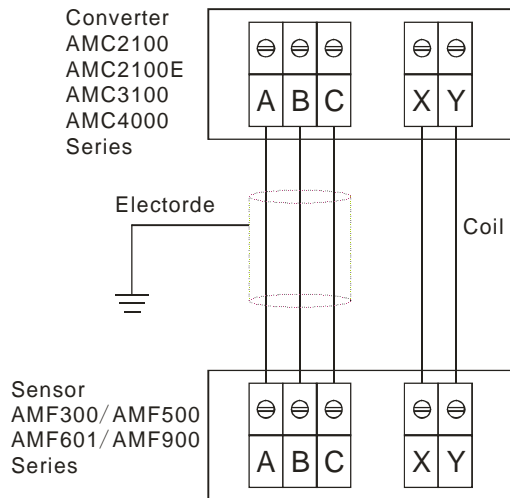 Converter
AMC2100
AMC2100E
AMC3100
AMC4000
Series
A B C X Y
Electorde
Coil
Sensor
AMF300/AMF500
AMF601/AMF900
Series
A B C X Y